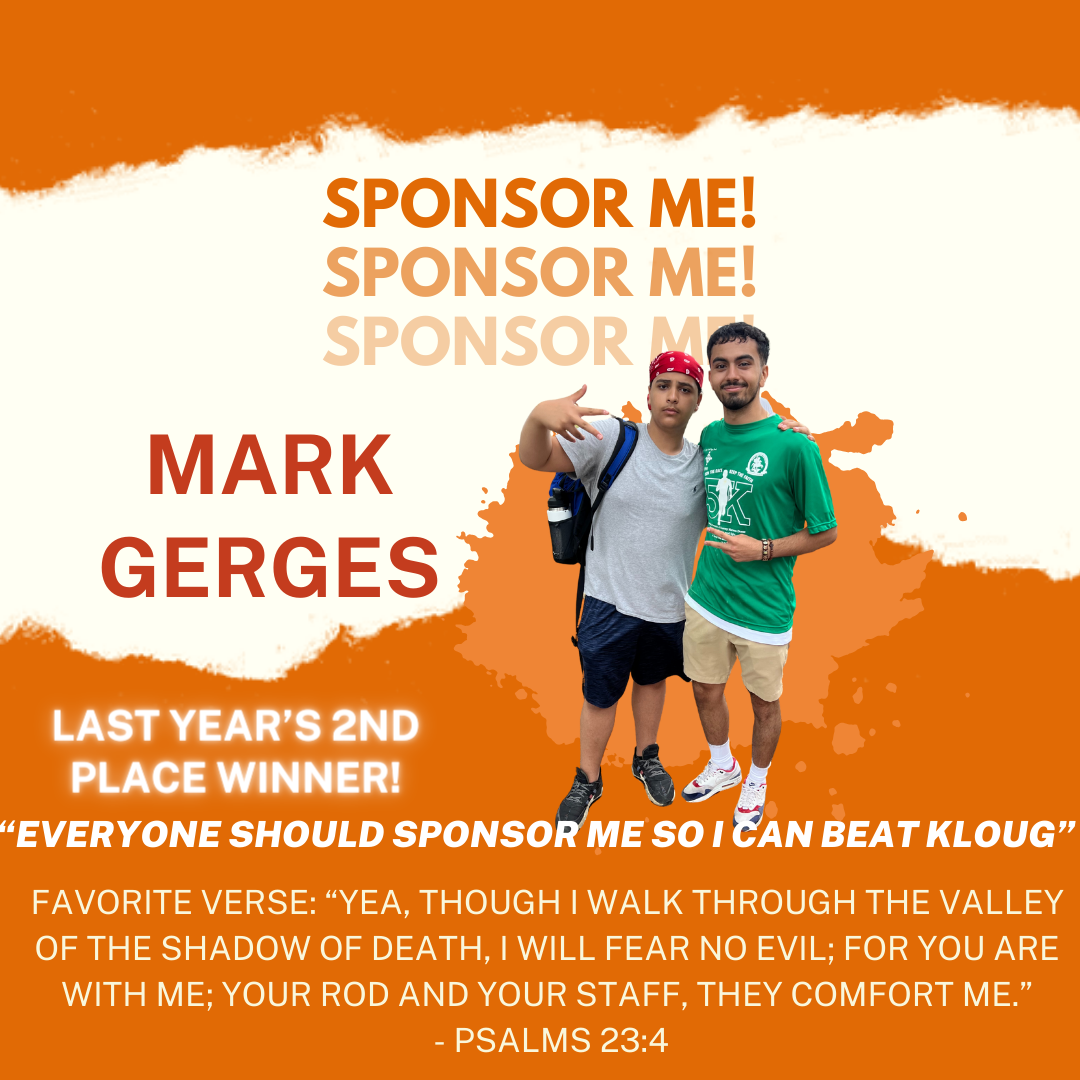 SPONSOR ME!
SPONSOR ME!
SPONSOR ME!
MARK
GERGES
5K
LAST YEAR’S 2ND
PLACE WINNER!
“EVERYONE SHOULD SPONSOR ME SO I CAN BEAT KLOUG”
FAVORITE VERSE: “YEA, THOUGH I WALK THROUGH THE VALLEY
OF THE SHADOW OF DEATH, I WILL FEAR NO EVIL; FOR YOU ARE
WITH ME; YOUR ROD AND YOUR STAFF, THEY COMFORT ME.”
- PSALMS 23:4